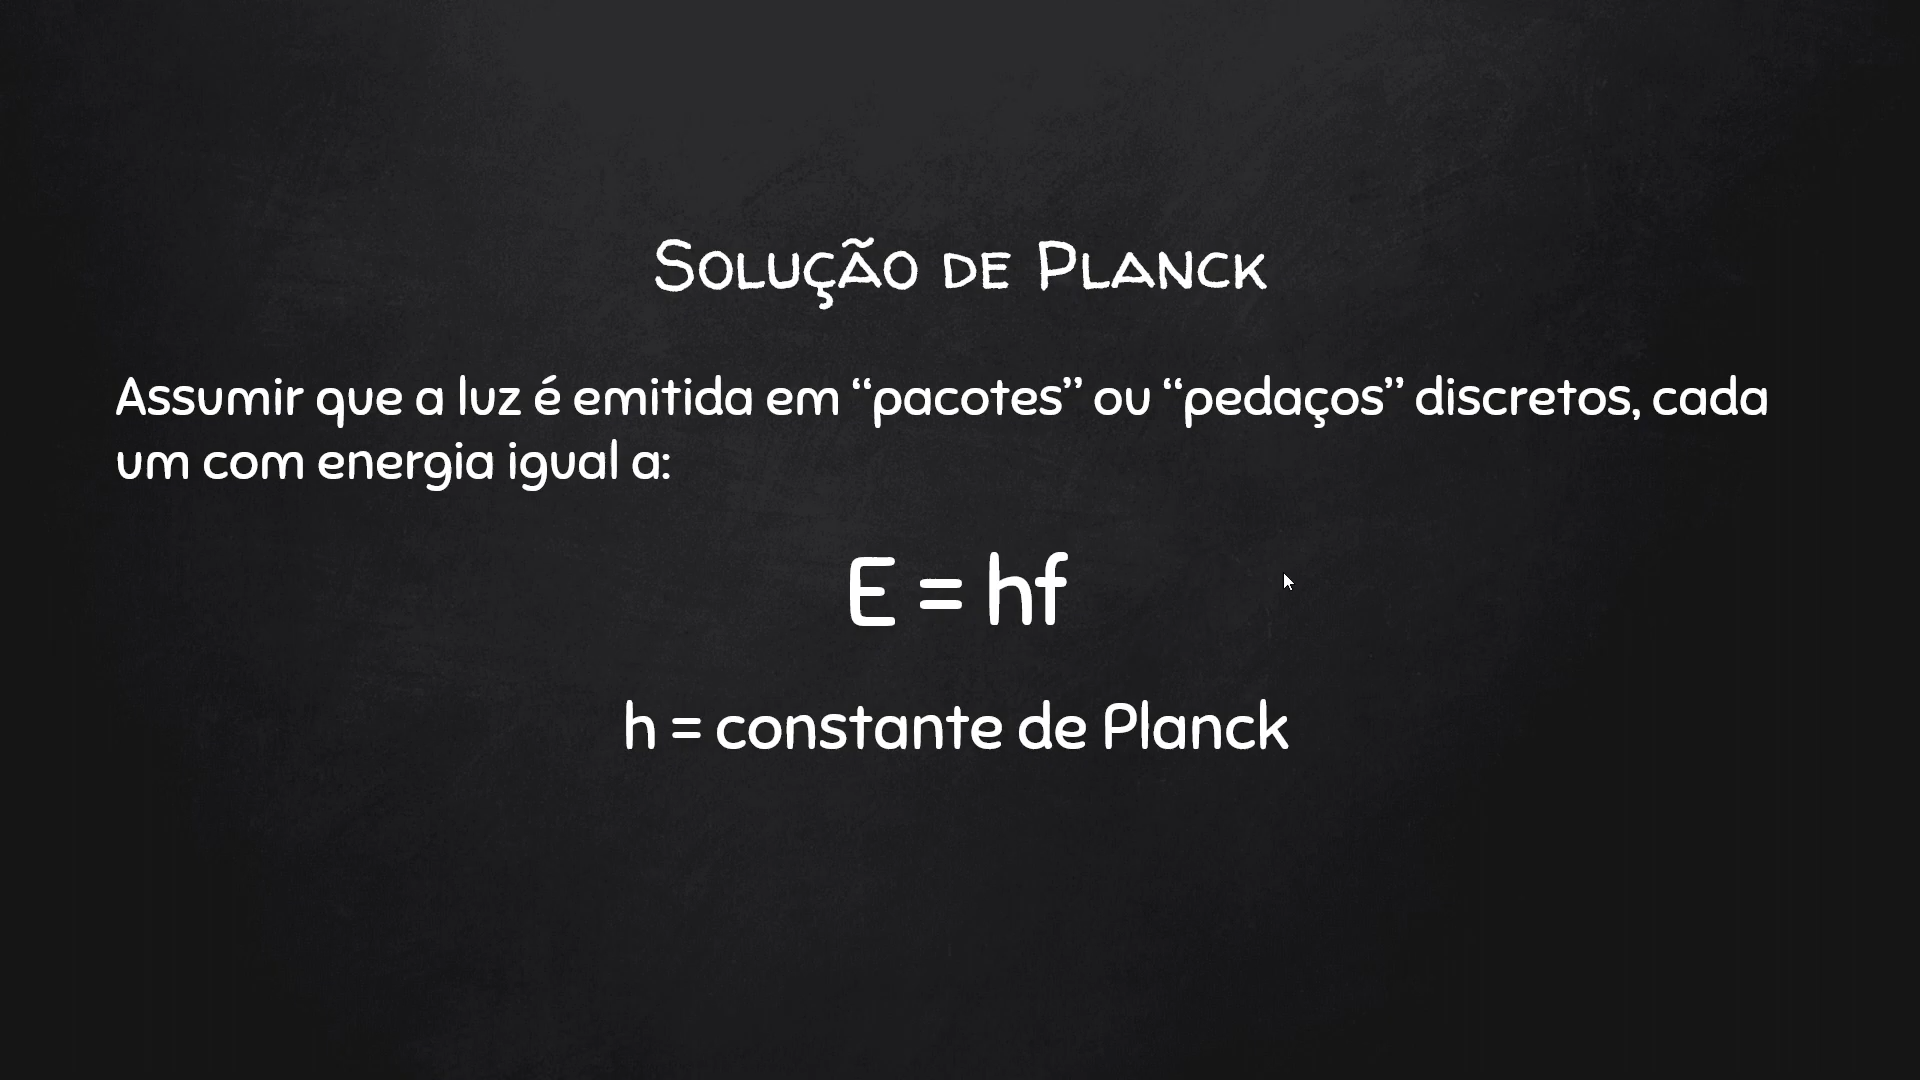 Solução de Planck
Assumir que a luz é emitida em “pacotes” ou “pedaços” discretos, cada
um com energia igual a:
E = hf
h = constante de Planck